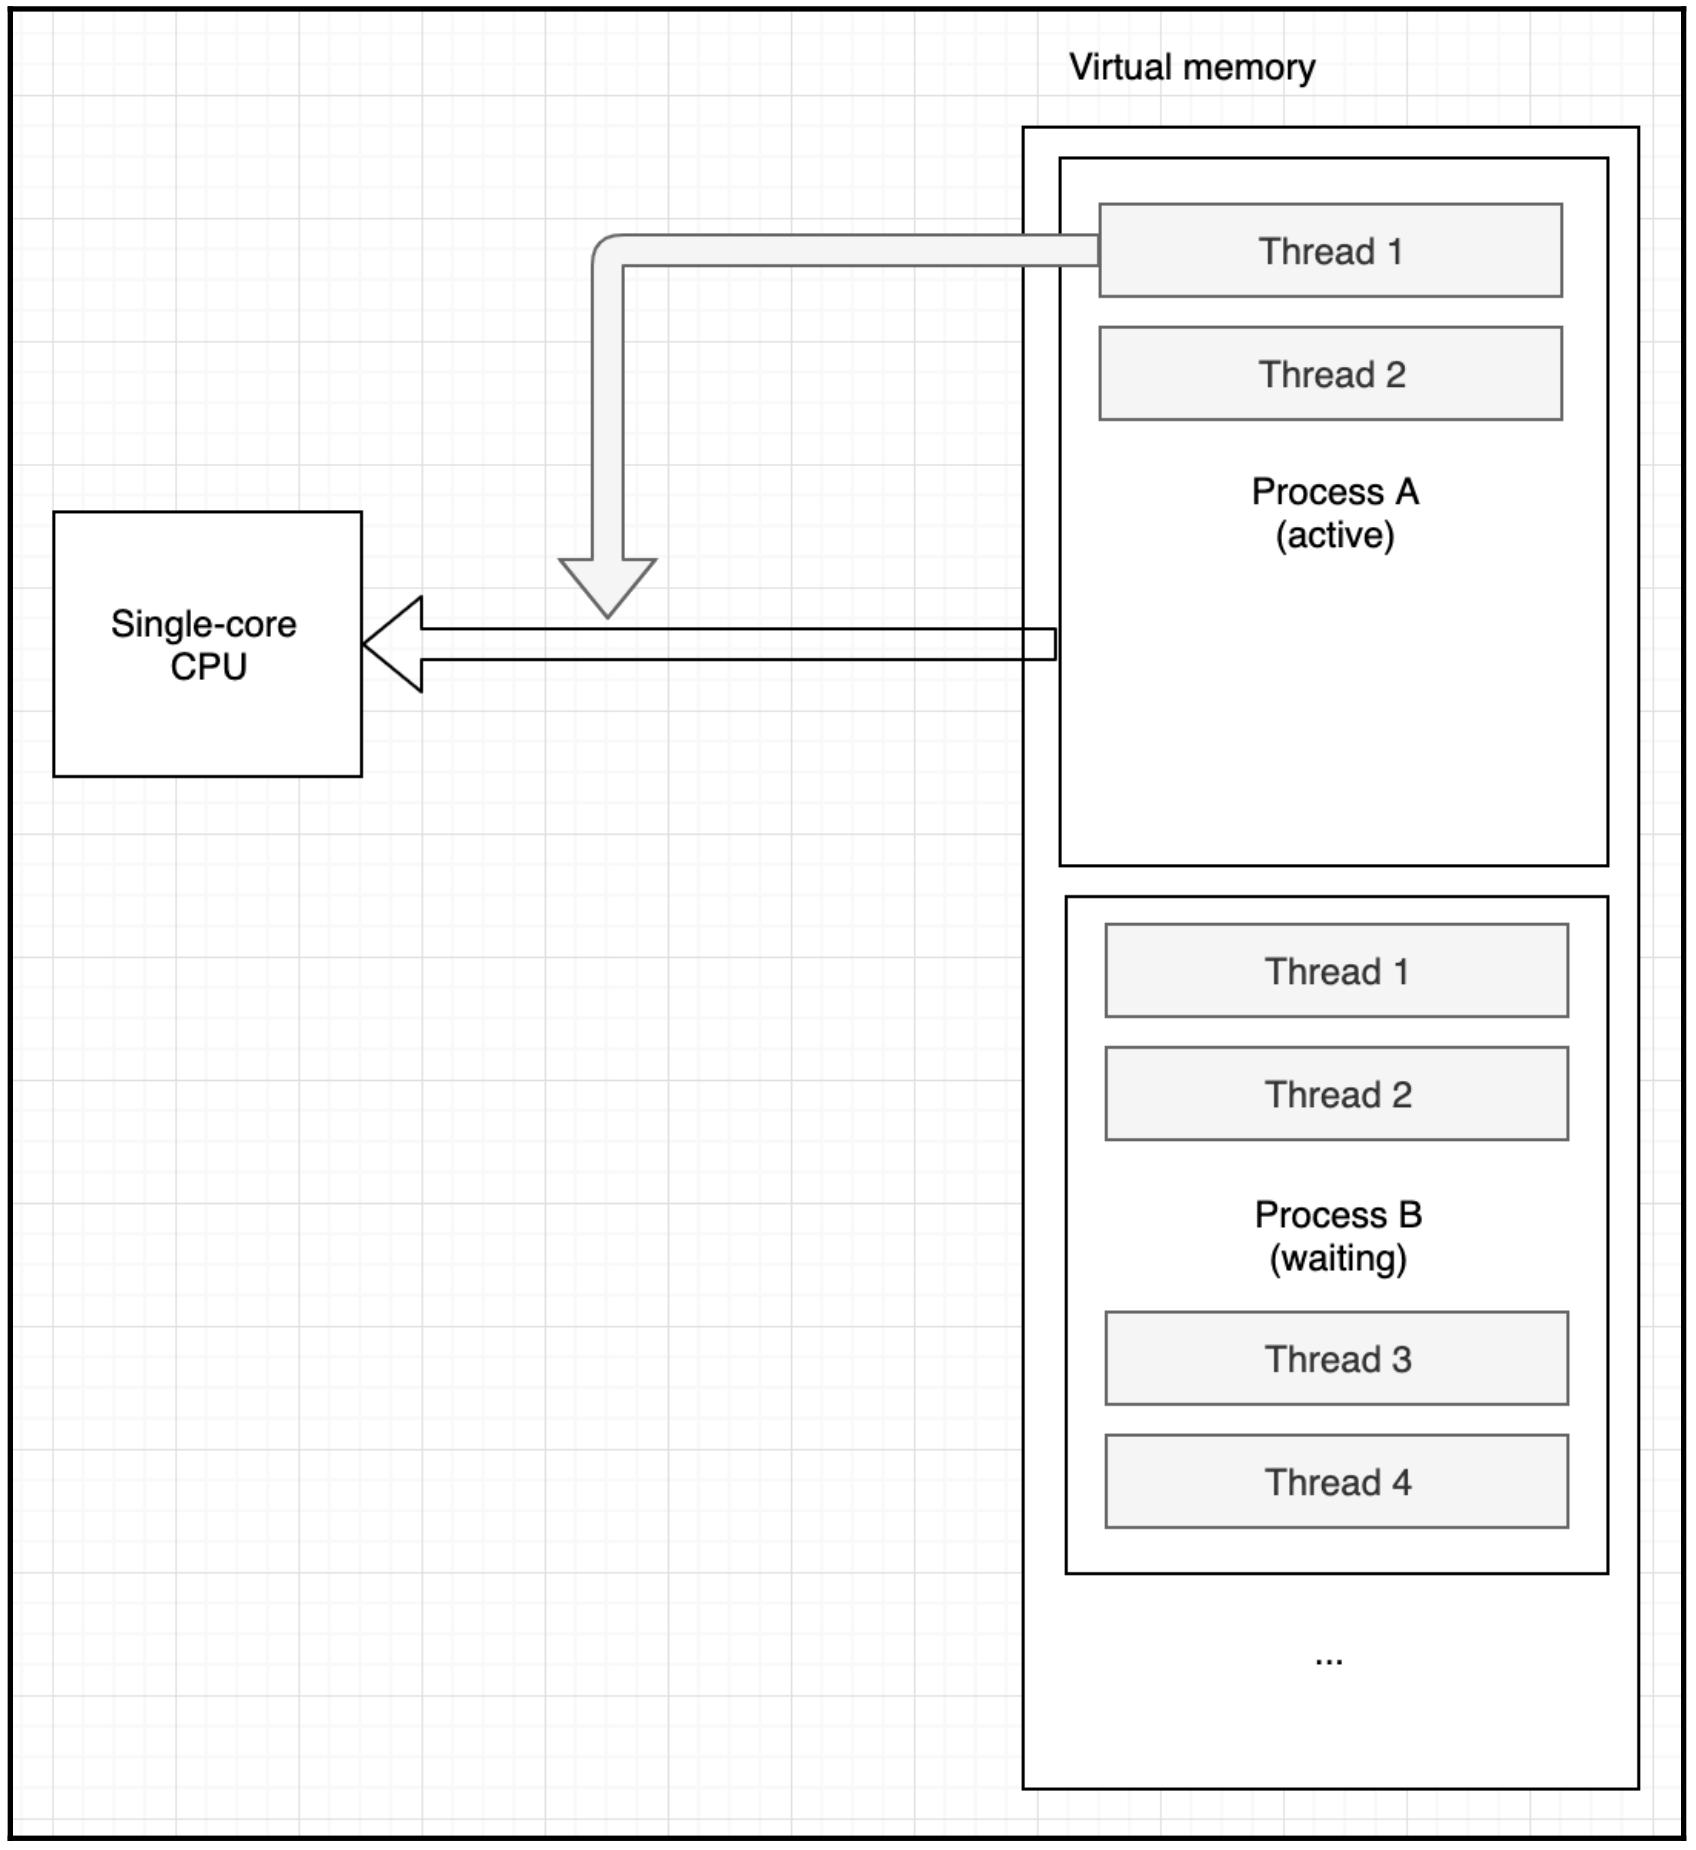 Virtual memory
Thread 1
Thread 2
Process A
(active)
Single-core
CPU
Thread 1
Thread 2
Process B
(waiting)
Thread 3
Thread 4
...